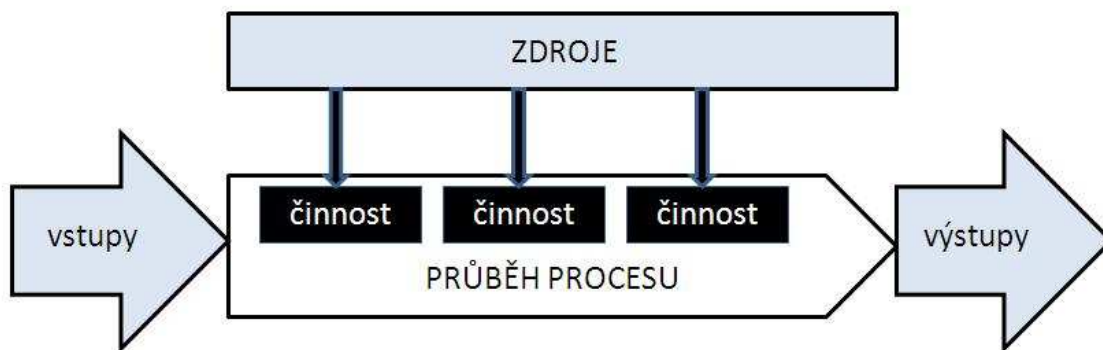 ZDROJE
vstupy
činnost
činnost
činnost
PRŮBĚH PROCESU
výstupy